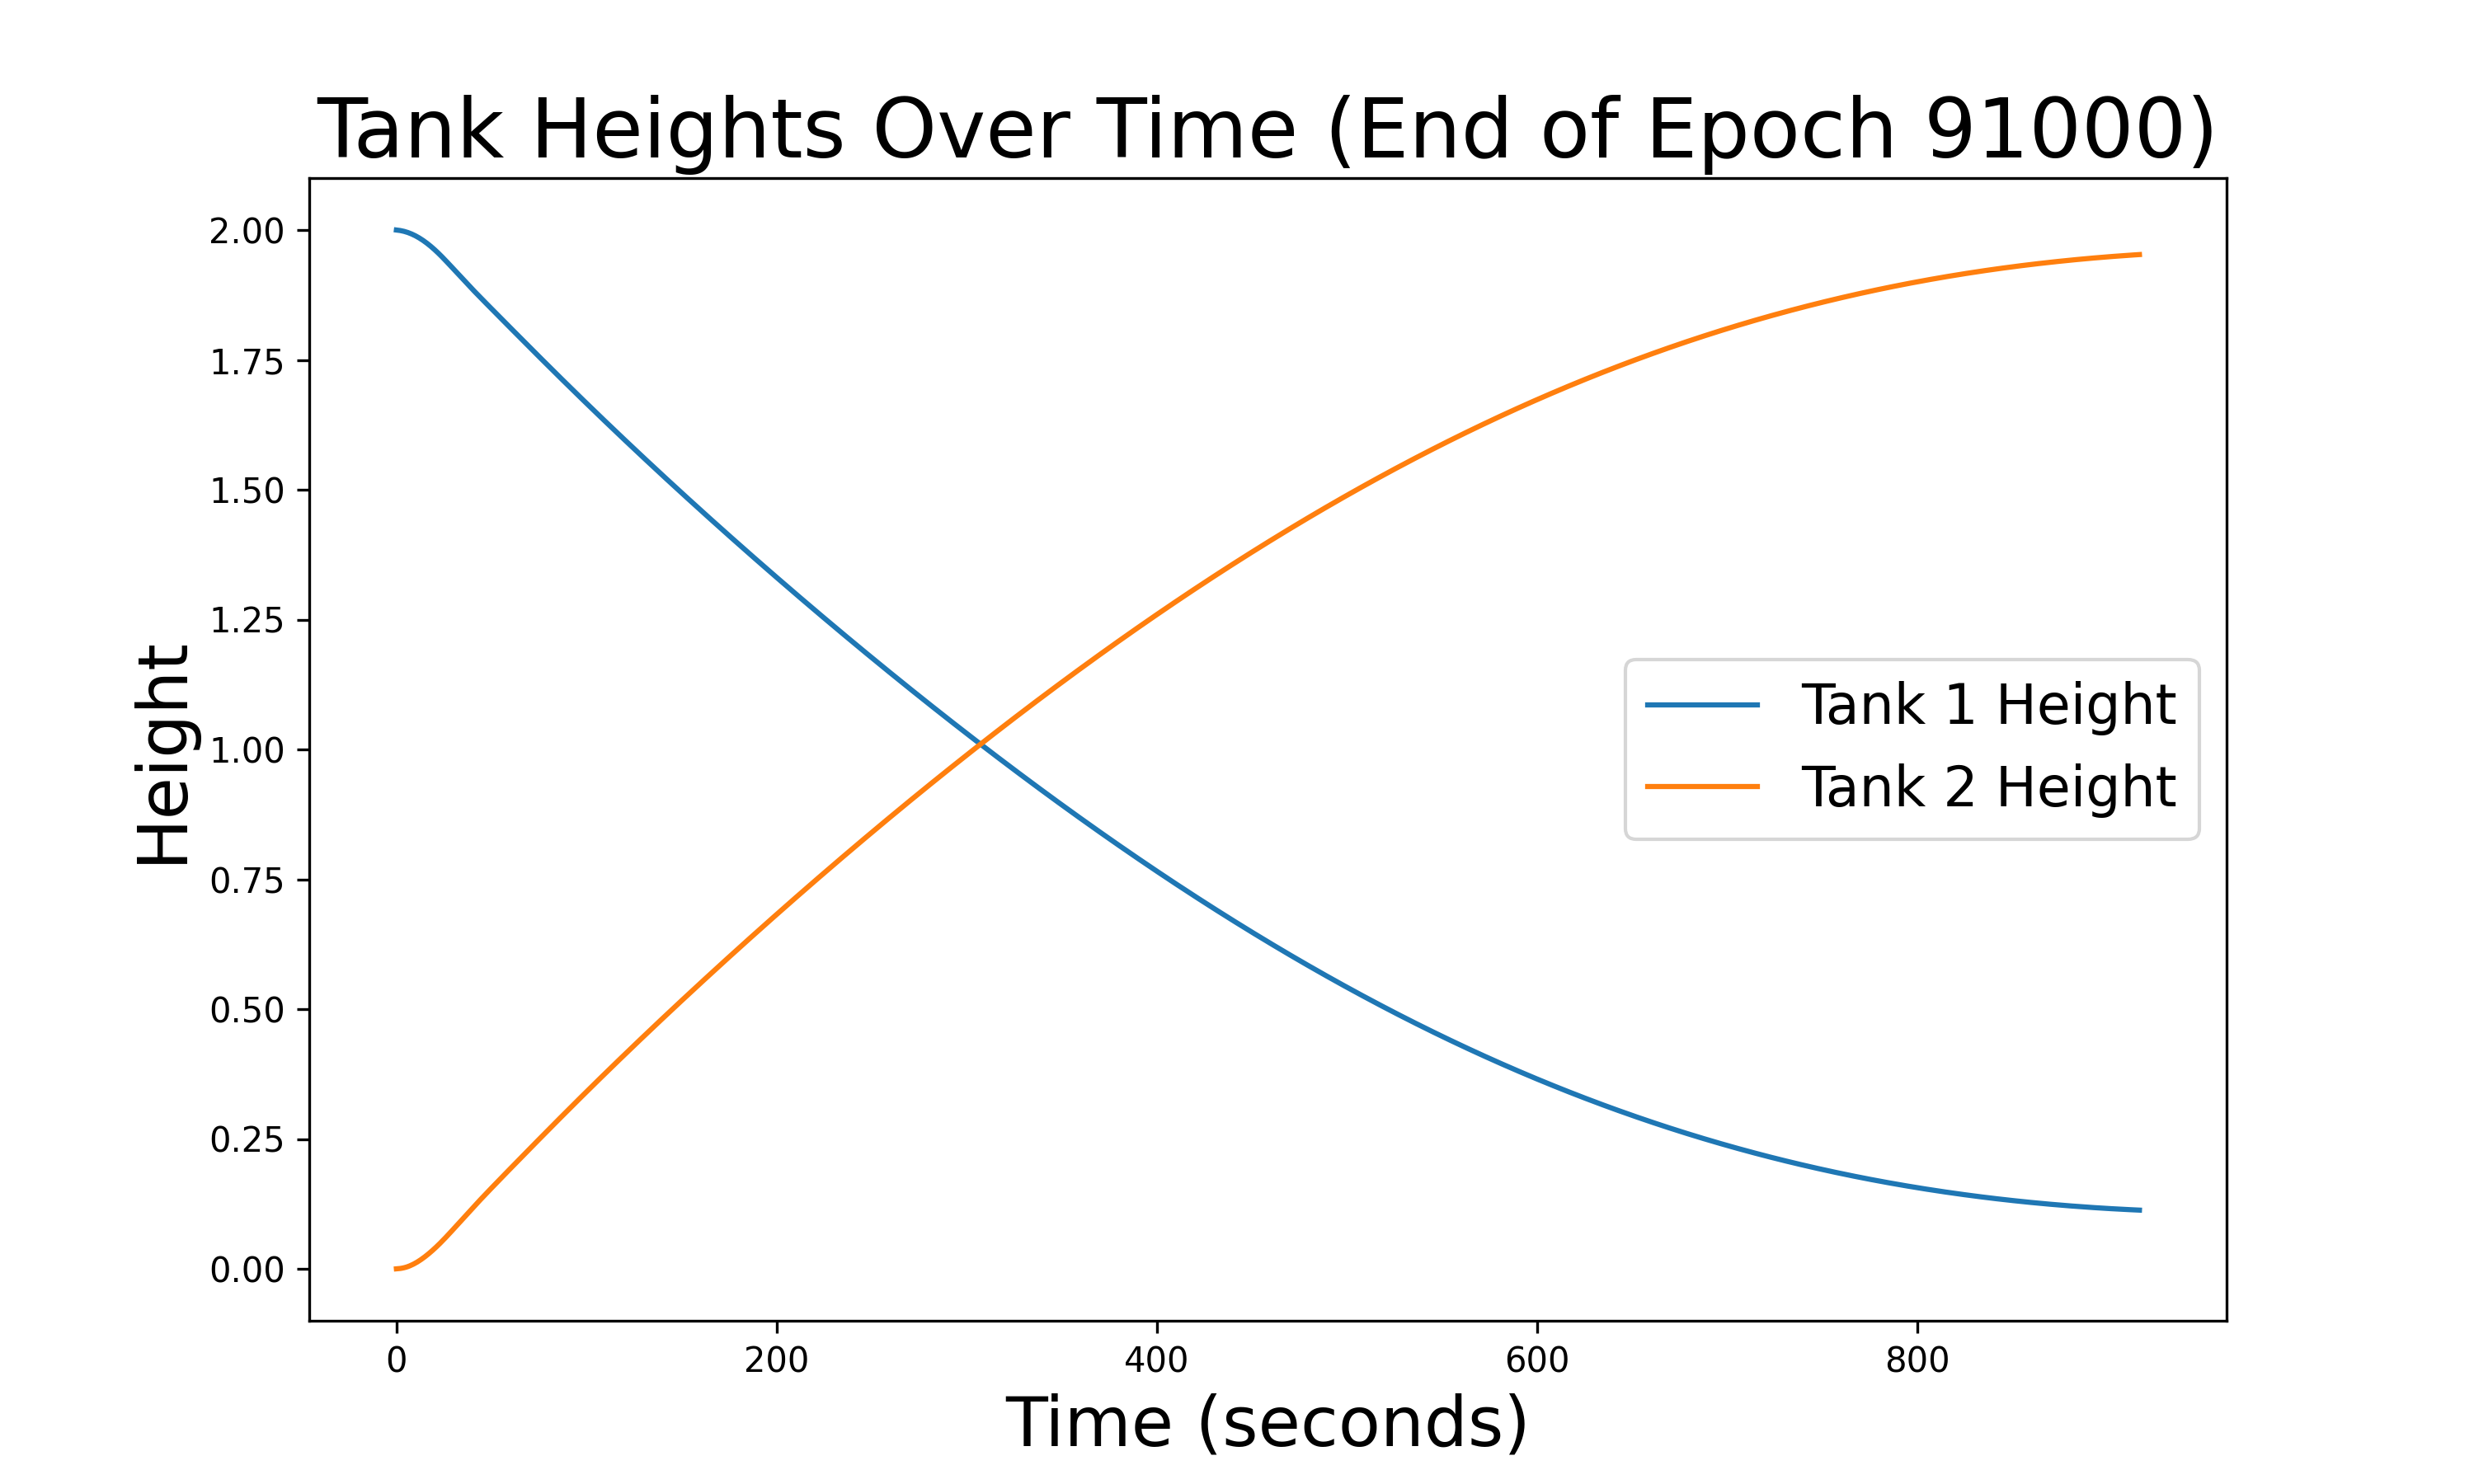 Tank Heights Over Time (End of Epoch 91000)
Height
2.00
1.75
1.50
1.25
1.00
0.75
0.50
0.25
0.00
Tank 1 Height
Tank 2 Height
0 200 400 600 800
Time (seconds)